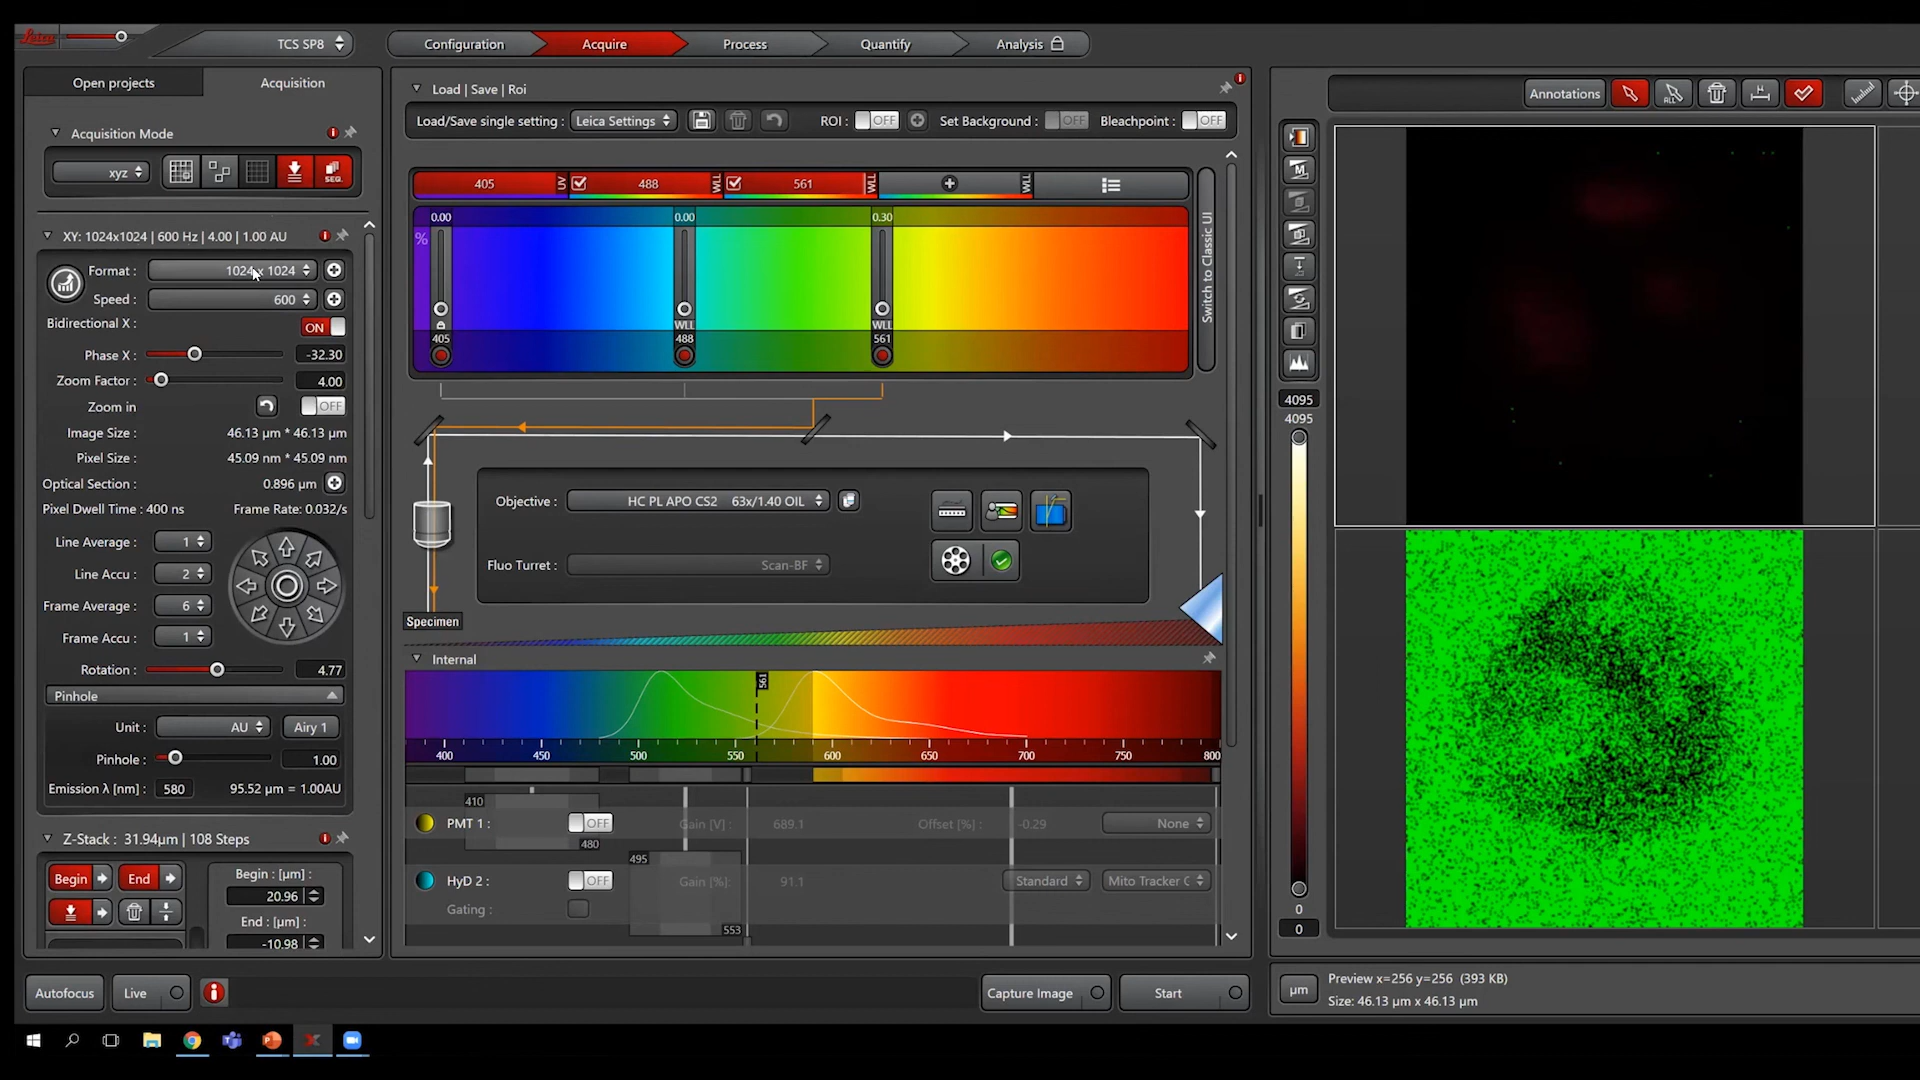 Leica
TCS SP8
Configuration
Acquire
Process
Quantify
Analysis
Open projects
Acquisition
Acquisition Mode
xyz
SEQ.
XY: 1024x1024 | 600 Hz | 4.00 | 1.00 AU
Format : 1024 x 1024
Speed : 600
Bidirectional X : ON
Phase X : -32.30
Zoom Factor : 4.00
Zoom in OFF
Image Size : 46.13 µm * 46.13 µm
Pixel Size : 45.09 nm * 45.09 nm
Optical Section : 0.896 µm
Pixel Dwell Time : 400 ns Frame Rate: 0.032/s
Line Average : 1
Line Accu : 2
Frame Average : 6
Frame Accu : 1
Rotation : 4.77
Pinhole
Unit : AU Airy 1
Pinhole : 1.00
Emission λ [nm] : 580 95.52 µm = 1.00AU
Z-Stack : 31.94µm | 108 Steps
Begin End
Begin : [µm]
20.96
End : [µm]
-10.98
Autofocus Live
Load | Save | Roi
Load/Save single setting : Leica Settings ROI : OFF Set Background : OFF Bleachpoint : OFF
405 UV 488 WLL 561 WLL WLL
0.00 0.00 0.30
%
WLL WLL
405 488 561
Switch to Classic UI
Objective : HC PL APO CS2 63x/1.40 OIL
Fluo Turret : Scan-BF
Specimen
Internal
561
400 450 500 550 600 650 700 750 800
410
PMT 1 : OFF Gain [V] : 689.1 Offset [%] : -0.29 None
480
495
HyD 2 : OFF Gain [%]: 91.1 Standard Mito Tracker G
Gating :
553
Capture Image Start
Annotations
ALL
M
4095
4095
0
0
µm
Preview x=256 y=256 (393 KB)
Size: 46.13 µm x 46.13 µm